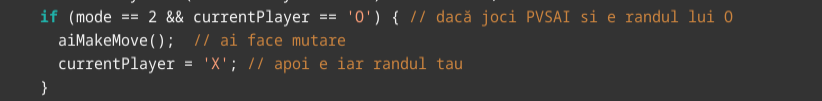 if (mode == 2 && currentPlayer == 'O') { // dacă joci PVSAI si e randul lui O
aiMakeMove();  // ai face mutare
currentPlayer = 'X'; // apoi e iar randul tau
}